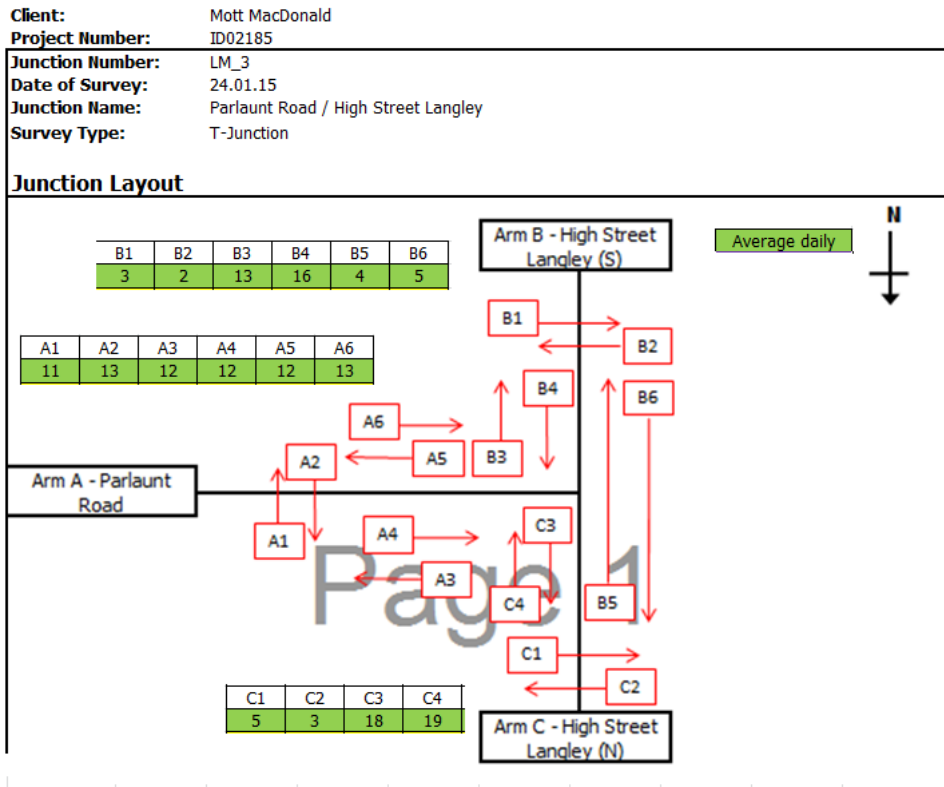 Client: Mott MacDonald
Project Number: ID02185
Junction Number: LM_3
Date of Survey: 24.01.15
Junction Name: Parlaunt Road / High Street Langley
Survey Type: T-Junction
Junction Layout
N
Arm B - High Street
Langley (S)
Average daily
B1 B2 B3 B4 B5 B6
3 2 13 16 4 5
B1
B2
A1 A2 A3 A4 A5 A6
11 13 12 12 12 13
B4
B6
A6
A2
A5
B3
Arm A - Parlaunt
Road
A1
A4
C3
A3
Page 1
C4
B5
C1
C2
C1 C2 C3 C4
5 3 18 19
Arm C - High Street
Langley (N)